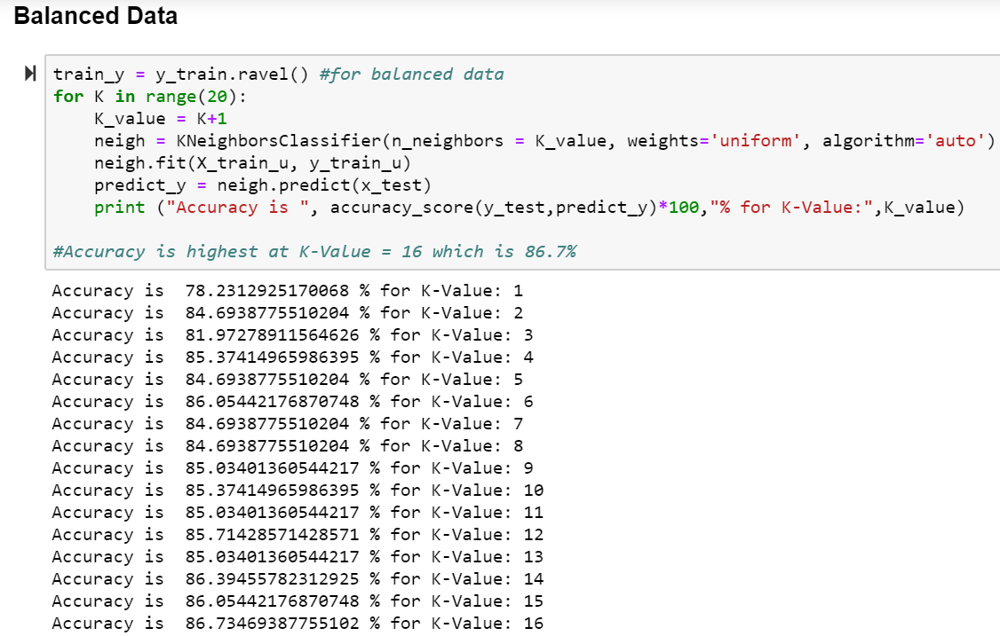 Balanced Data
train_y = y_train.ravel() #for balanced data
for K in range(20):
    K_value = K+1
    neigh = KNeighborsClassifier(n_neighbors = K_value, weights='uniform', algorithm='auto')
    neigh.fit(X_train_u, y_train_u)
    predict_y = neigh.predict(x_test)
    print ("Accuracy is ", accuracy_score(y_test,predict_y)*100,"% for K-Value:",K_value)
#Accuracy is highest at K-Value = 16 which is 86.7%
Accuracy is  78.2312925170068 % for K-Value: 1
Accuracy is  84.6938775510204 % for K-Value: 2
Accuracy is  81.97278911564626 % for K-Value: 3
Accuracy is  85.37414965986395 % for K-Value: 4
Accuracy is  84.6938775510204 % for K-Value: 5
Accuracy is  86.05442176870748 % for K-Value: 6
Accuracy is  84.6938775510204 % for K-Value: 7
Accuracy is  84.6938775510204 % for K-Value: 8
Accuracy is  85.03401360544217 % for K-Value: 9
Accuracy is  85.37414965986395 % for K-Value: 10
Accuracy is  85.03401360544217 % for K-Value: 11
Accuracy is  85.71428571428571 % for K-Value: 12
Accuracy is  85.03401360544217 % for K-Value: 13
Accuracy is  86.39455782312925 % for K-Value: 14
Accuracy is  86.05442176870748 % for K-Value: 15
Accuracy is  86.73469387755102 % for K-Value: 16